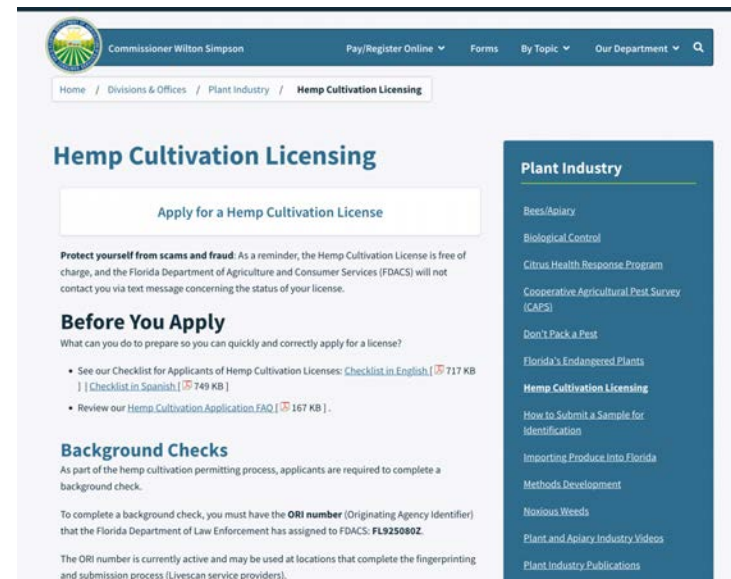 Commissioner Wilton Simpson
Pay/Register Online
Forms
By Topic
Our Department
Home / Divisions & Offices / Plant Industry / Hemp Cultivation Licensing
Hemp Cultivation Licensing
Apply for a Hemp Cultivation License
Protect yourself from scams and fraud: As a reminder, the Hemp Cultivation License is free of
charge, and the Florida Department of Agriculture and Consumer Services (FDACS) will not
contact you via text message concerning the status of your license.
Before You Apply
What can you do to prepare so you can quickly and correctly apply for a license?
• See our Checklist for Applicants of Hemp Cultivation Licenses: Checklist in English [ 717 KB
] | Checklist in Spanish [ 749 KB ]
• Review our Hemp Cultivation Application FAQ [ 167 KB ] .
Background Checks
As part of the hemp cultivation permitting process, applicants are required to complete a
background check.
To complete a background check, you must have the ORI number (Originating Agency Identifier)
that the Florida Department of Law Enforcement has assigned to FDACS: FL925080Z.
The ORI number is currently active and may be used at locations that complete the fingerprinting
and submission process (Livescan service providers).
Plant Industry
Bees/Apiary
Biological Control
Citrus Health Response Program
Cooperative Agricultural Pest Survey
(CAPS)
Don't Pack a Pest
Florida's Endangered Plants
Hemp Cultivation Licensing
How to Submit a Sample for
Identification
Importing Produce Into Florida
Methods Development
Noxious Weeds
Plant and Apiary Industry Videos
Plant Industry Publications